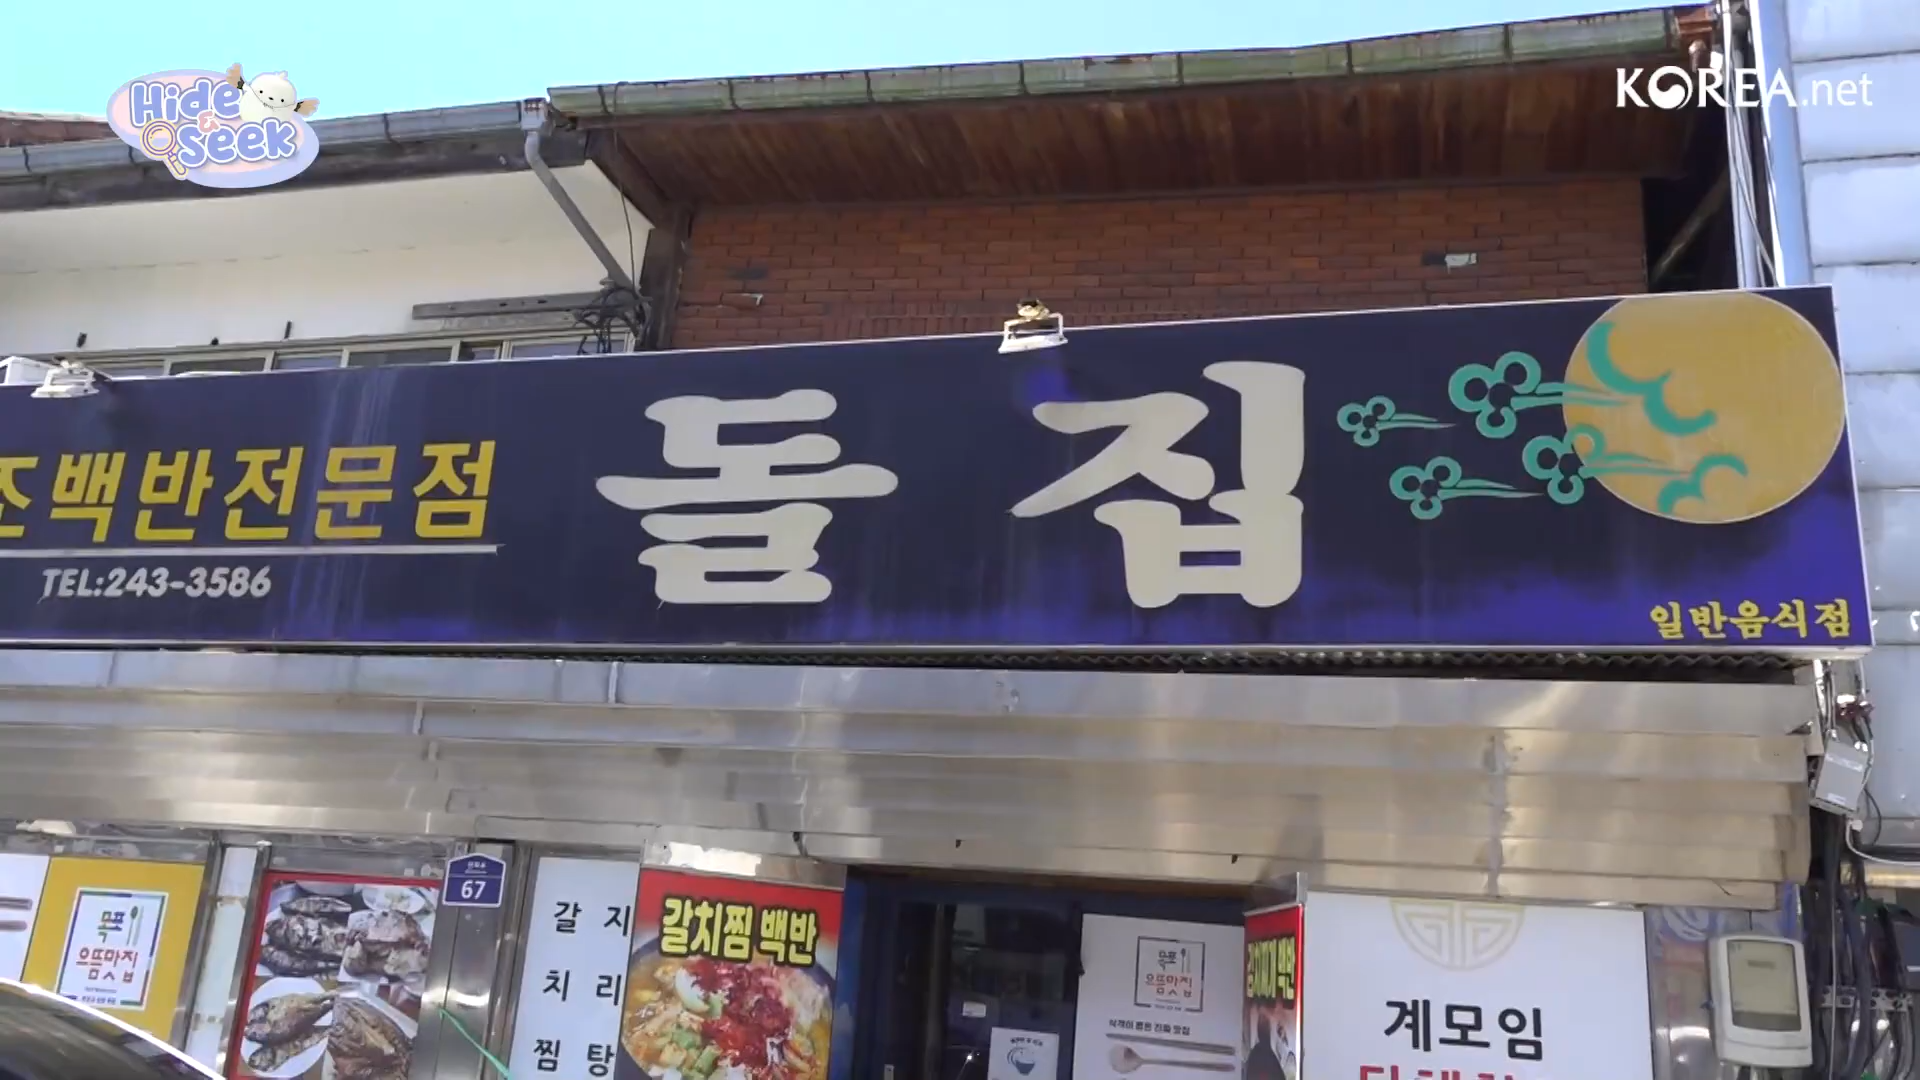 Hide
&
Seek
KOREA.net
조백반전문점
TEL:243-3586
돌집
일반음식점
67
목포
으뜸맛집
갈치찜
지리탕
갈치찜 백반
목포
으뜸맛집
계모임